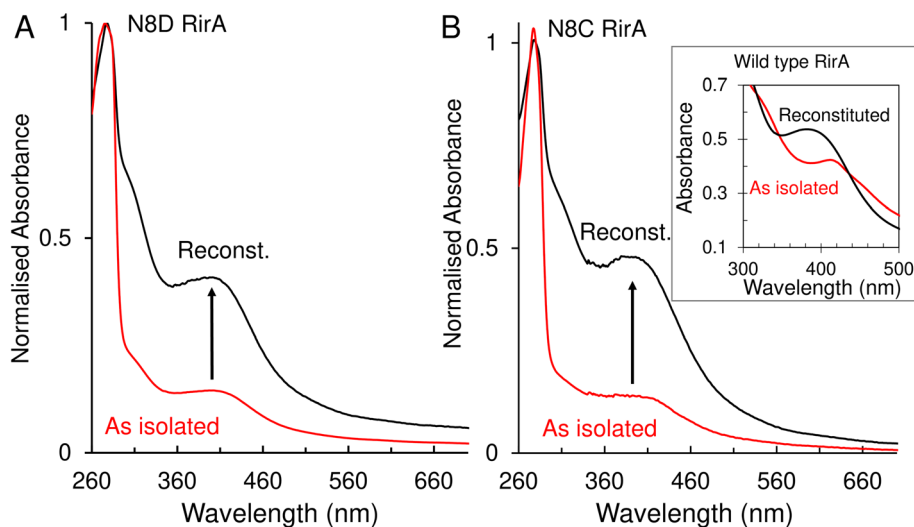 A
N8D RirA
1
0.5
0
Normalised Absorbance
Reconst.
As isolated
260
360
460
560
660
Wavelength (nm)
B
N8C RirA
1
0.5
0
Normalised Absorbance
Reconst.
As isolated
260
360
460
560
660
Wavelength (nm)
Wild type RirA
0.7
0.5
0.3
0.1
Absorbance
Reconstituted
As isolated
300
400
500
Wavelength (nm)